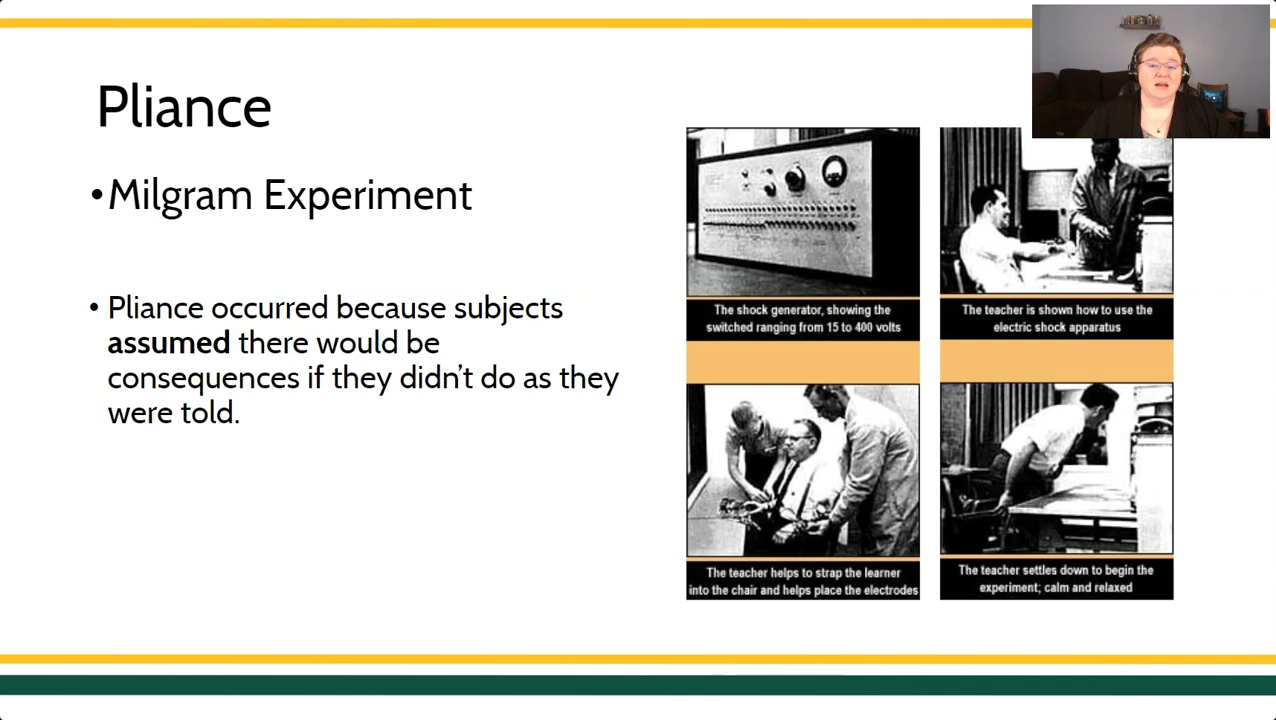 Pliance
•Milgram Experiment
• Pliance occurred because subjects
assumed there would be
consequences if they didn't do as they
were told.
The shock generator, showing the
switched ranging from 15 to 400 volts
The teacher is shown how to use the
electric shock apparatus
The teacher helps to strap the learner
into the chair and helps place the electrodes
The teacher settles down to begin the
experiment; calm and relaxed